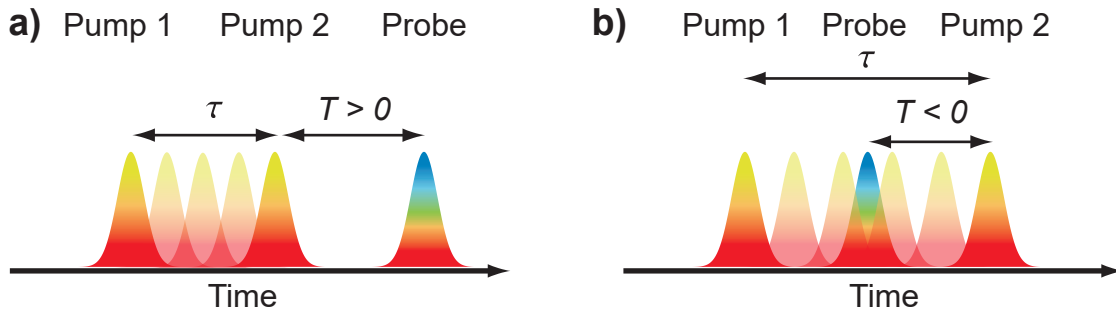 a) Pump 1 Pump 2 Probe
τ
T > 0
Time
b) Pump 1 Probe Pump 2
τ
T < 0
Time